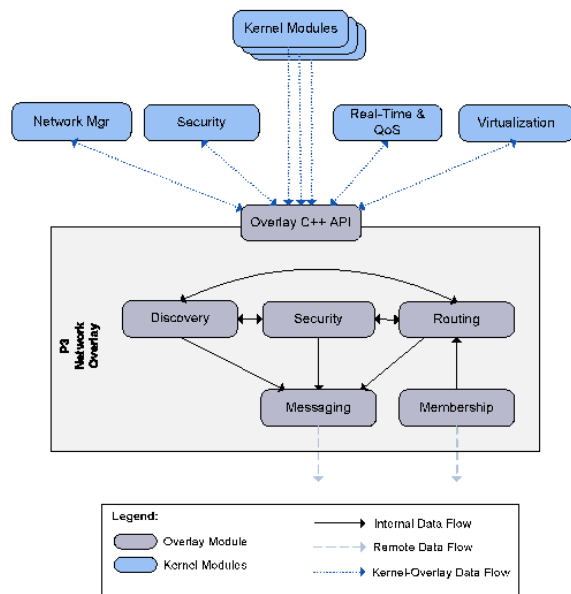 Kernel Modules
Network Mgr
Security
Real-Time &
QoS
Virtualization
Overlay C++ API
P3
Network
Overlay
Discovery
Security
Routing
Messaging
Membership
Legend:
Overlay Module
Kernel Modules
Internal Data Flow
Remote Data Flow
Kernel-Overlay Data Flow